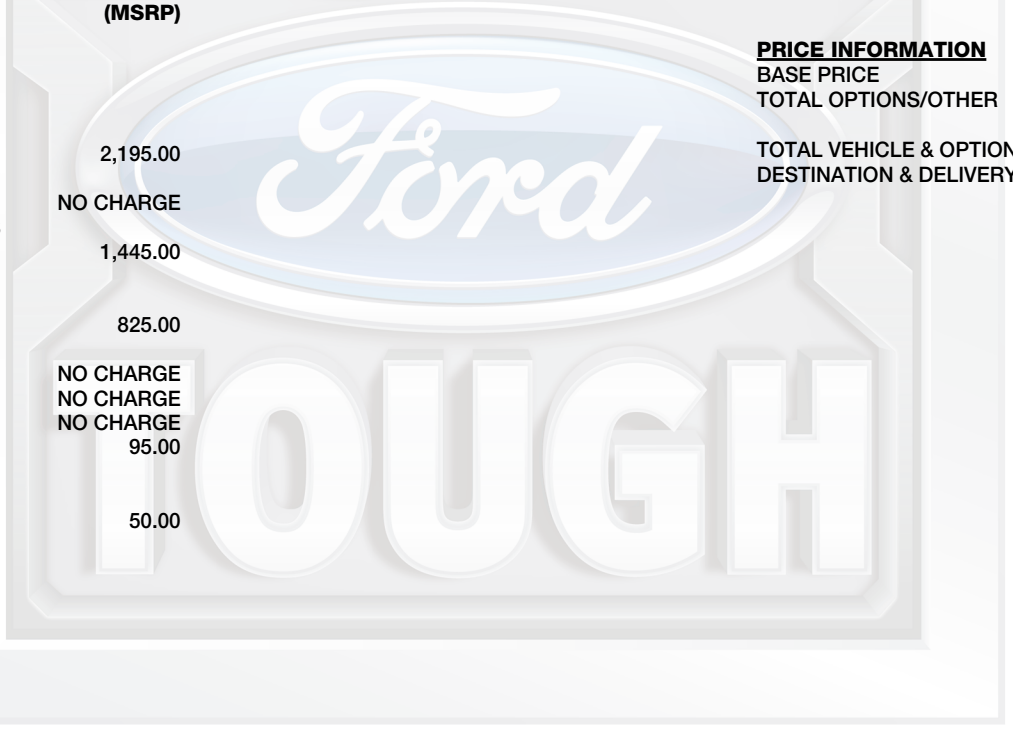 (MSRP)
2,195.00
NO CHARGE
1,445.00
825.00
NO CHARGE
NO CHARGE
NO CHARGE
95.00
50.00
PRICE INFORMATION
BASE PRICE
TOTAL OPTIONS/OTHER
TOTAL VEHICLE & OPTION
DESTINATION & DELIVERY
Ford
TOUGH